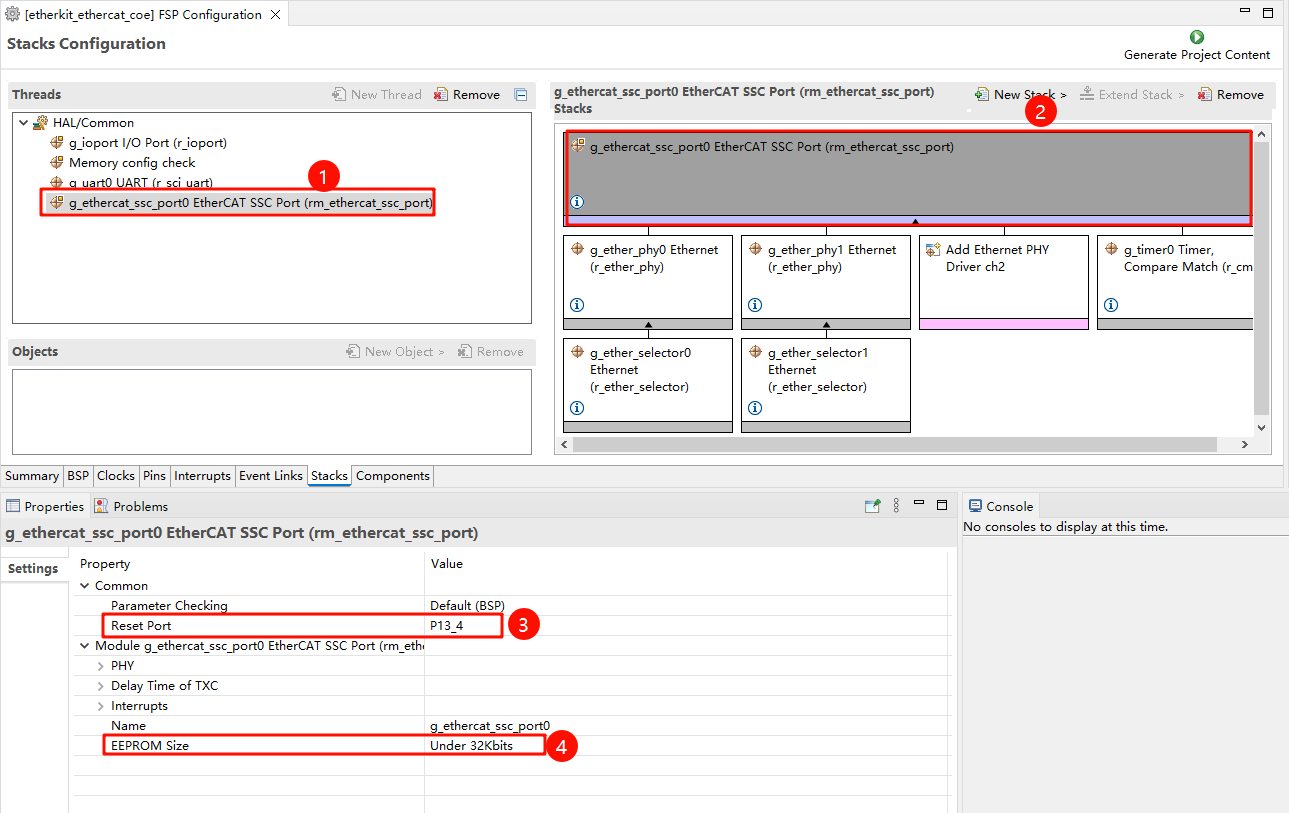 [etherkit_ethercat_coe] FSP Configuration
Stacks Configuration
Generate Project Content
Threads
New Thread
Remove
HAL/Common
g_ioport I/O Port (r_ioport)
Memory config check
g_uart0 UART (r_sci_uart)
1
g_ethercat_ssc_port0 EtherCAT SSC Port (rm_ethercat_ssc_port)
Objects
New Object >
Remove
g_ethercat_ssc_port0 EtherCAT SSC Port (rm_ethercat_ssc_port)
Stacks
New Stack >
Extend Stack >
Remove
2
g_ethercat_ssc_port0 EtherCAT SSC Port (rm_ethercat_ssc_port)
g_ether_phy0 Ethernet
(r_ether_phy)
g_ether_phy1 Ethernet
(r_ether_phy)
Add Ethernet PHY
Driver ch2
g_timer0 Timer,
Compare Match (r_cm
g_ether_selector0
Ethernet
(r_ether_selector)
g_ether_selector1
Ethernet
(r_ether_selector)
Summary
BSP
Clocks
Pins
Interrupts
Event Links
Stacks
Components
Properties
Problems
g_ethercat_ssc_port0 EtherCAT SSC Port (rm_ethercat_ssc_port)
Settings
Property
Value
Common
Parameter Checking
Default (BSP)
Reset Port
P13_4
3
Module g_ethercat_ssc_port0 EtherCAT SSC Port (rm_ethe
PHY
Delay Time of TXC
Interrupts
Name
g_ethercat_ssc_port0
EEPROM Size
Under 32Kbits
4
Console
No consoles to display at this time.